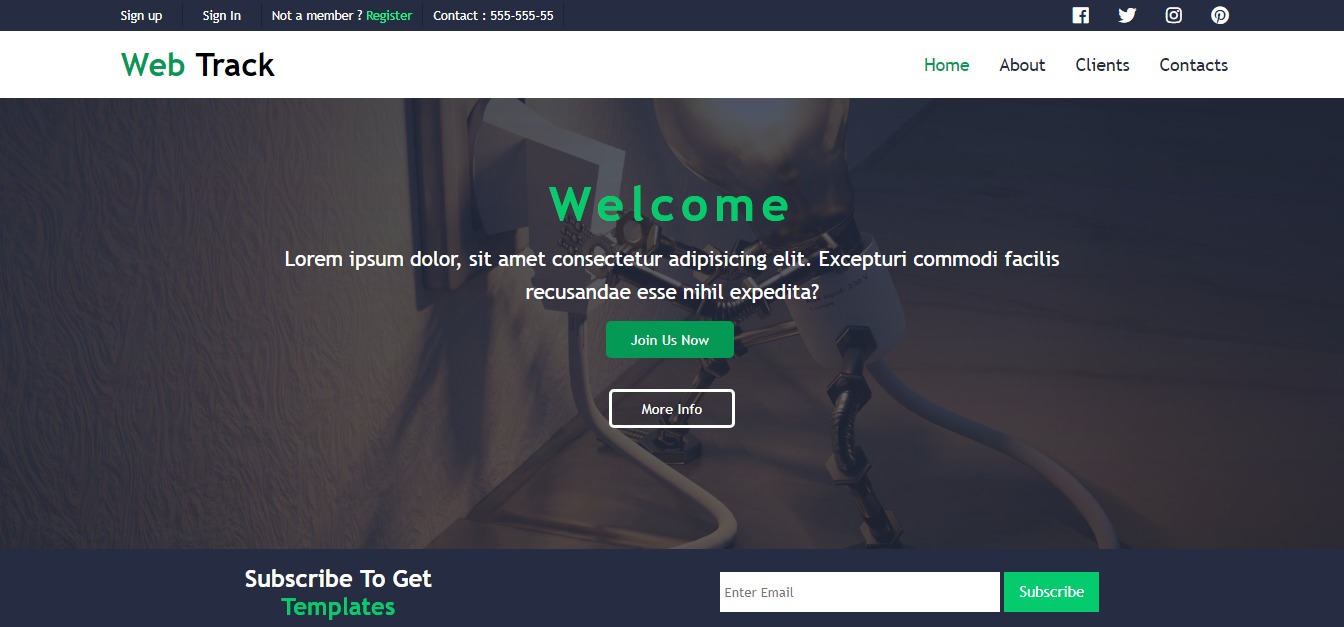 Sign up Sign In Not a member ? Register Contact : 555-555-55
Web Track
Home About Clients Contacts
Welcome
Lorem ipsum dolor, sit amet consectetur adipisicing elit. Excepturi commodi facilis
recusandae esse nihil expedita?
Join Us Now
More Info
Subscribe To Get
Templates
Enter Email
Subscribe